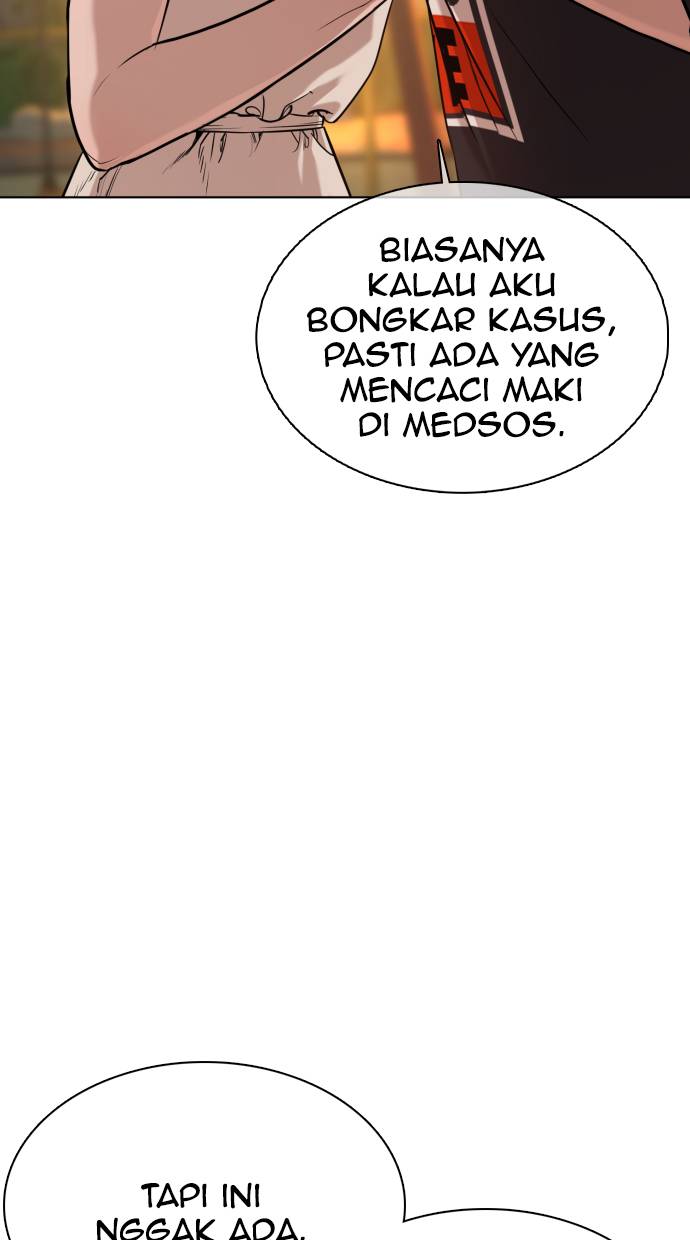 BIASANYA
KALAU AKU
BONGKAR KASUS,
PASTI ADA YANG
MENCACI MAKI
DI MEDSOS.
TAPI INI
NGGAK ADA.